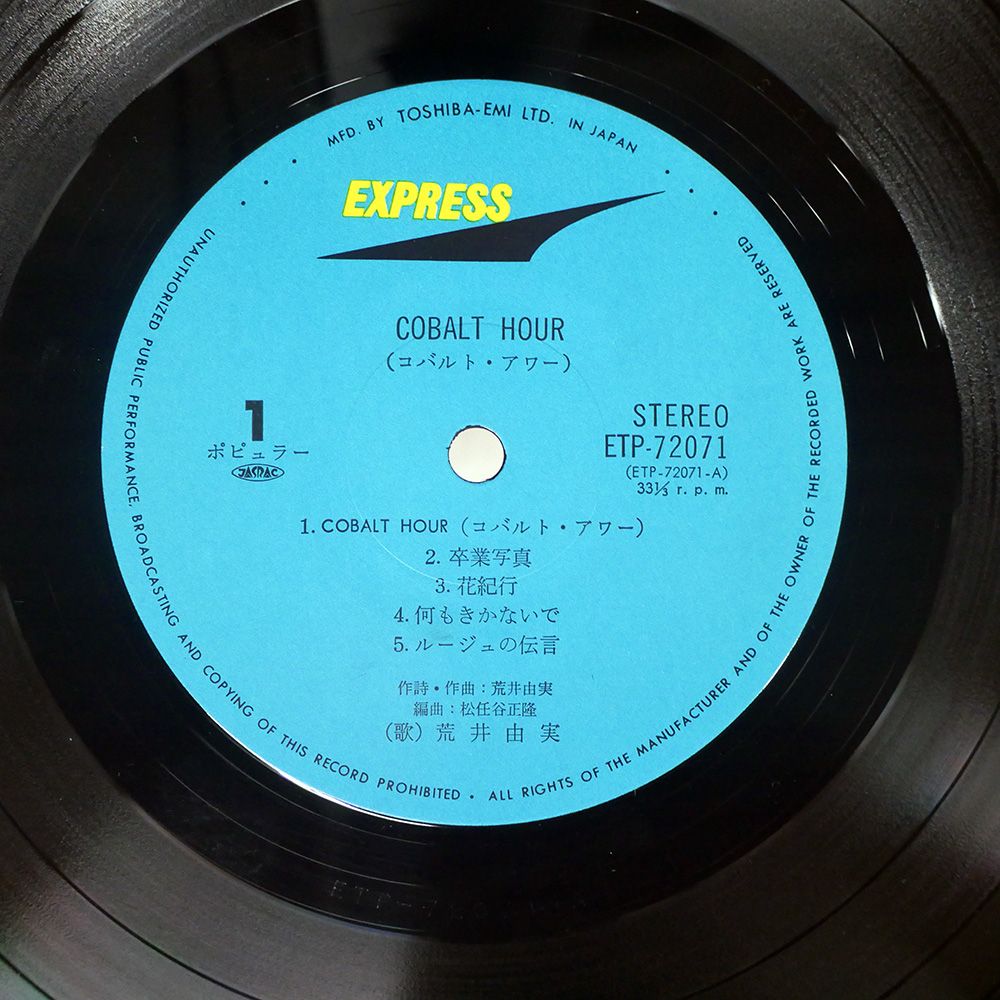 MFD. BY TOSHIBA-EMI LTD. IN JAPAN
EXPRESS
COBALT HOUR
(コバルト・アワー)
1
ポピュラー
JASRAC
STEREO
ETP-72071
(ETP-72071-A)
33⅓ r.p.m.
1. COBALT HOUR (コバルト・アワー)
2. 卒業写真
3. 花紀行
4. 何もきかないで
5. ルージュの伝言
作詩・作曲：荒井由実
編曲：松任谷正隆
(歌) 荒井由実
UNAUTHORIZED PUBLIC PERFORMANCE, BROADCASTING AND COPYING OF THIS RECORD PROHIBITED • ALL RIGHTS OF THE MANUFACTURER AND OF THE OWNER OF THE RECORDED WORK ARE RESERVED